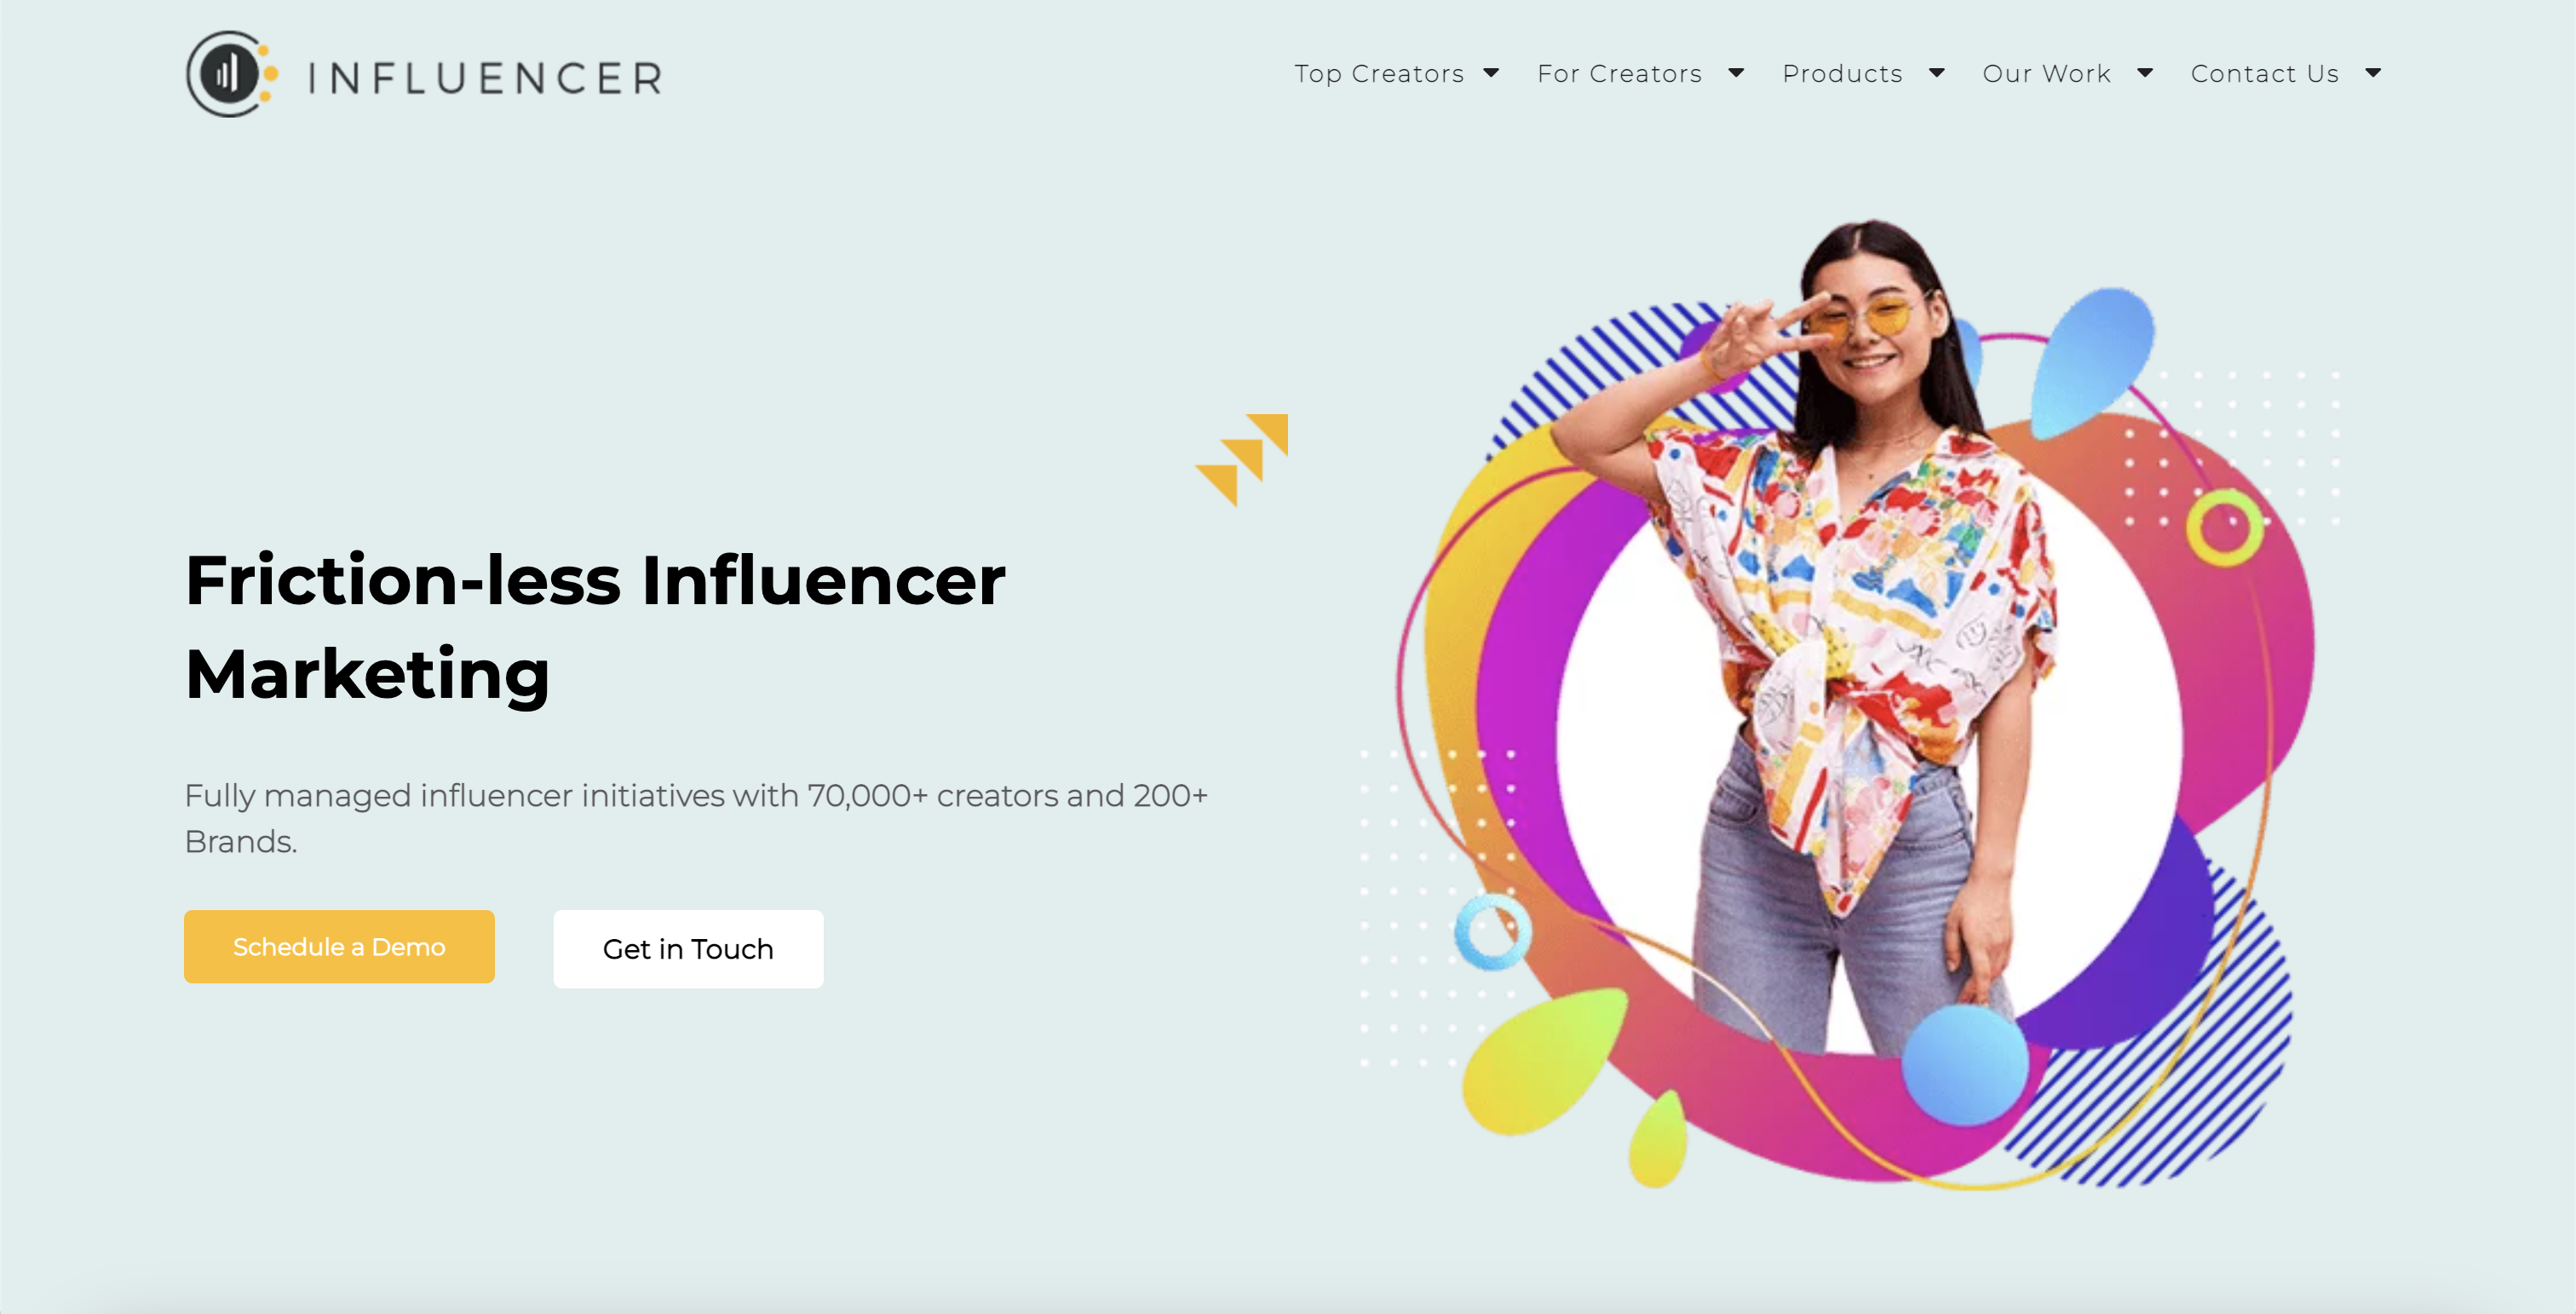 INFLUENCER
Top Creators For Creators Products Our Work Contact Us
Friction-less Influencer
Marketing
Fully managed influencer initiatives with 70,000+ creators and 200+
Brands.
Schedule a Demo Get in Touch